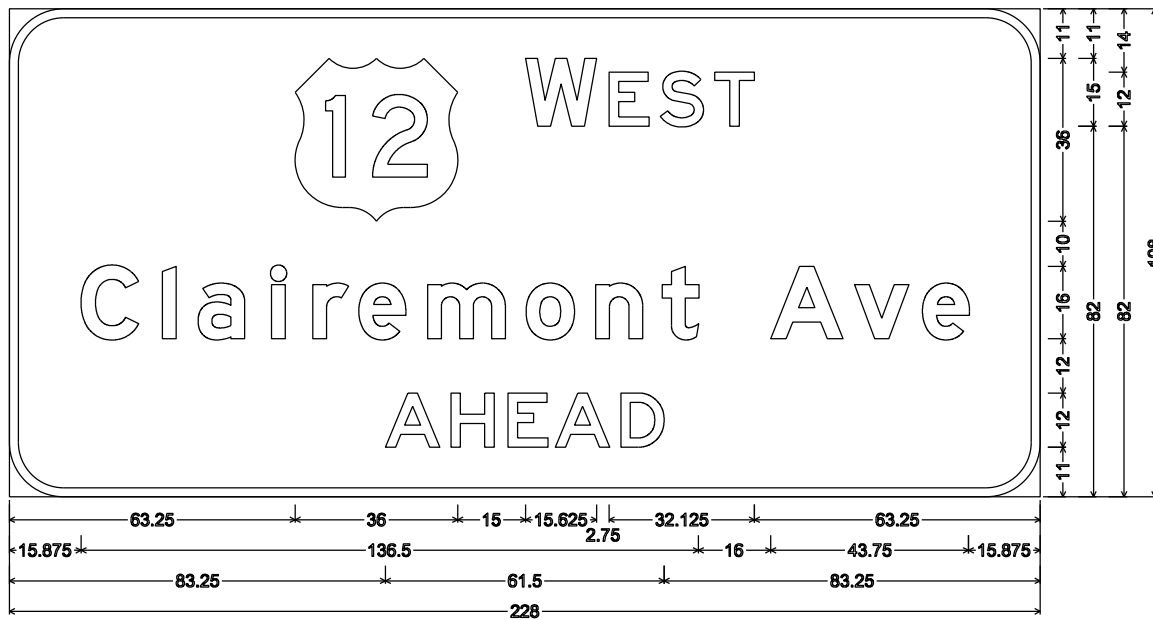 12 WEST
Clairemont Ave
AHEAD
11 36 10 16 12 12 11
11 15 82
14 12 82
63.25 36 15 15.625 2.75 32.125 63.25
15.875 136.5 16 43.75 15.875
83.25 61.5 83.25
228